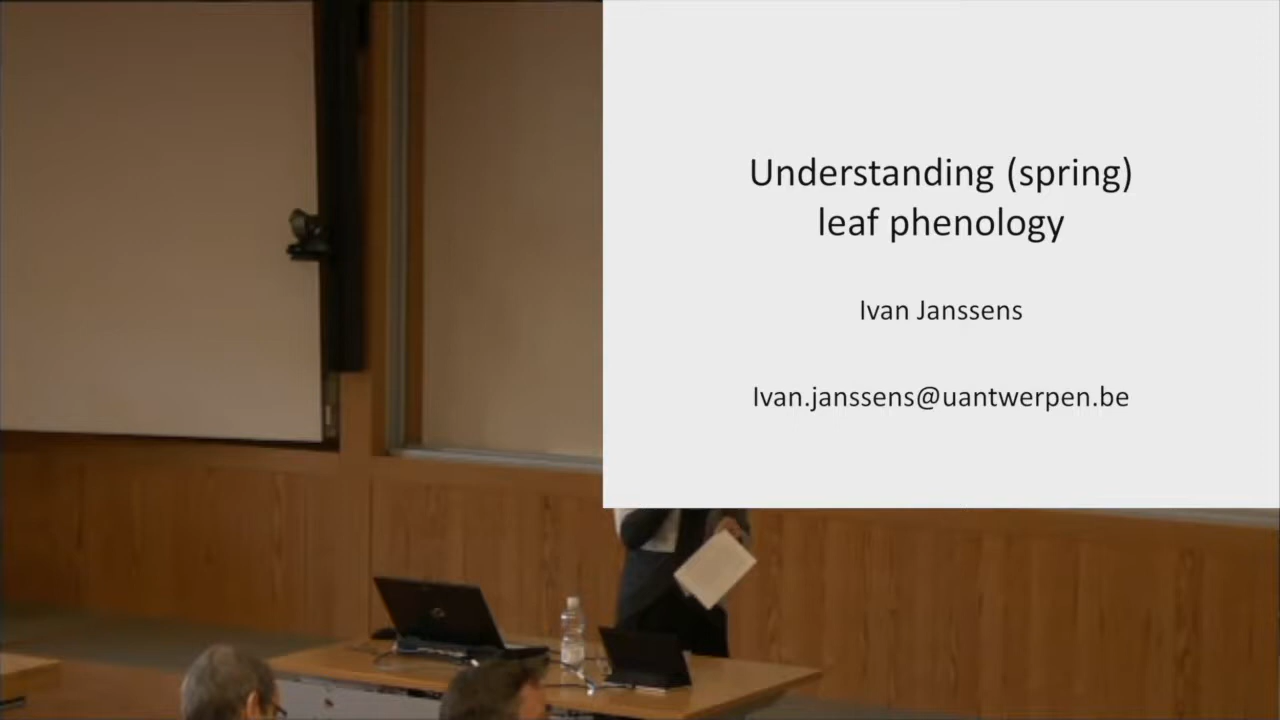 Understanding (spring)
leaf phenology
Ivan Janssens
Ivan.janssens@uantwerpen.be